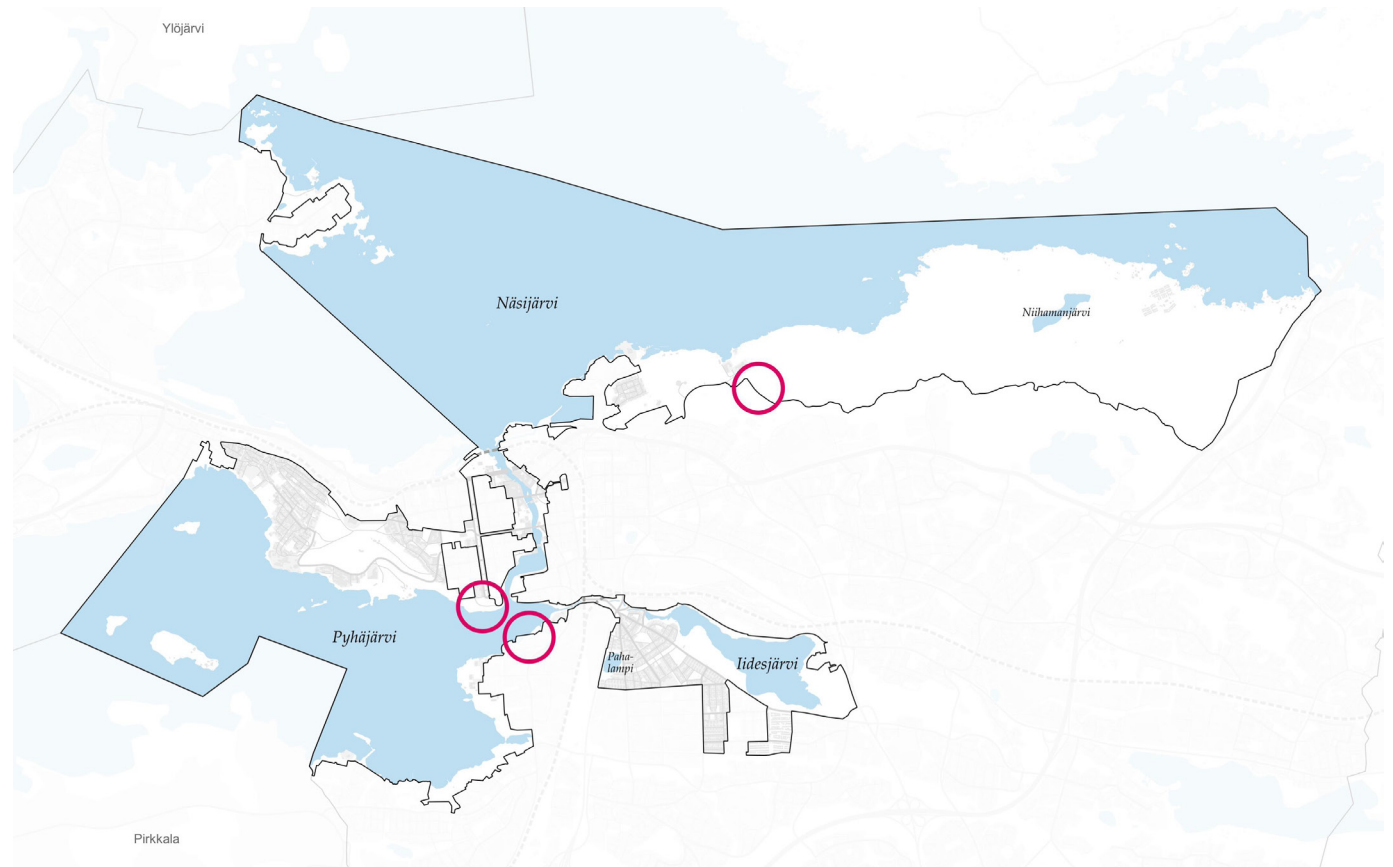 Ylöjärvi
Näsijärvi
Niihamanjärvi
Pyhäjärvi
Paha-
lampi
Iidesjärvi
Pirkkala